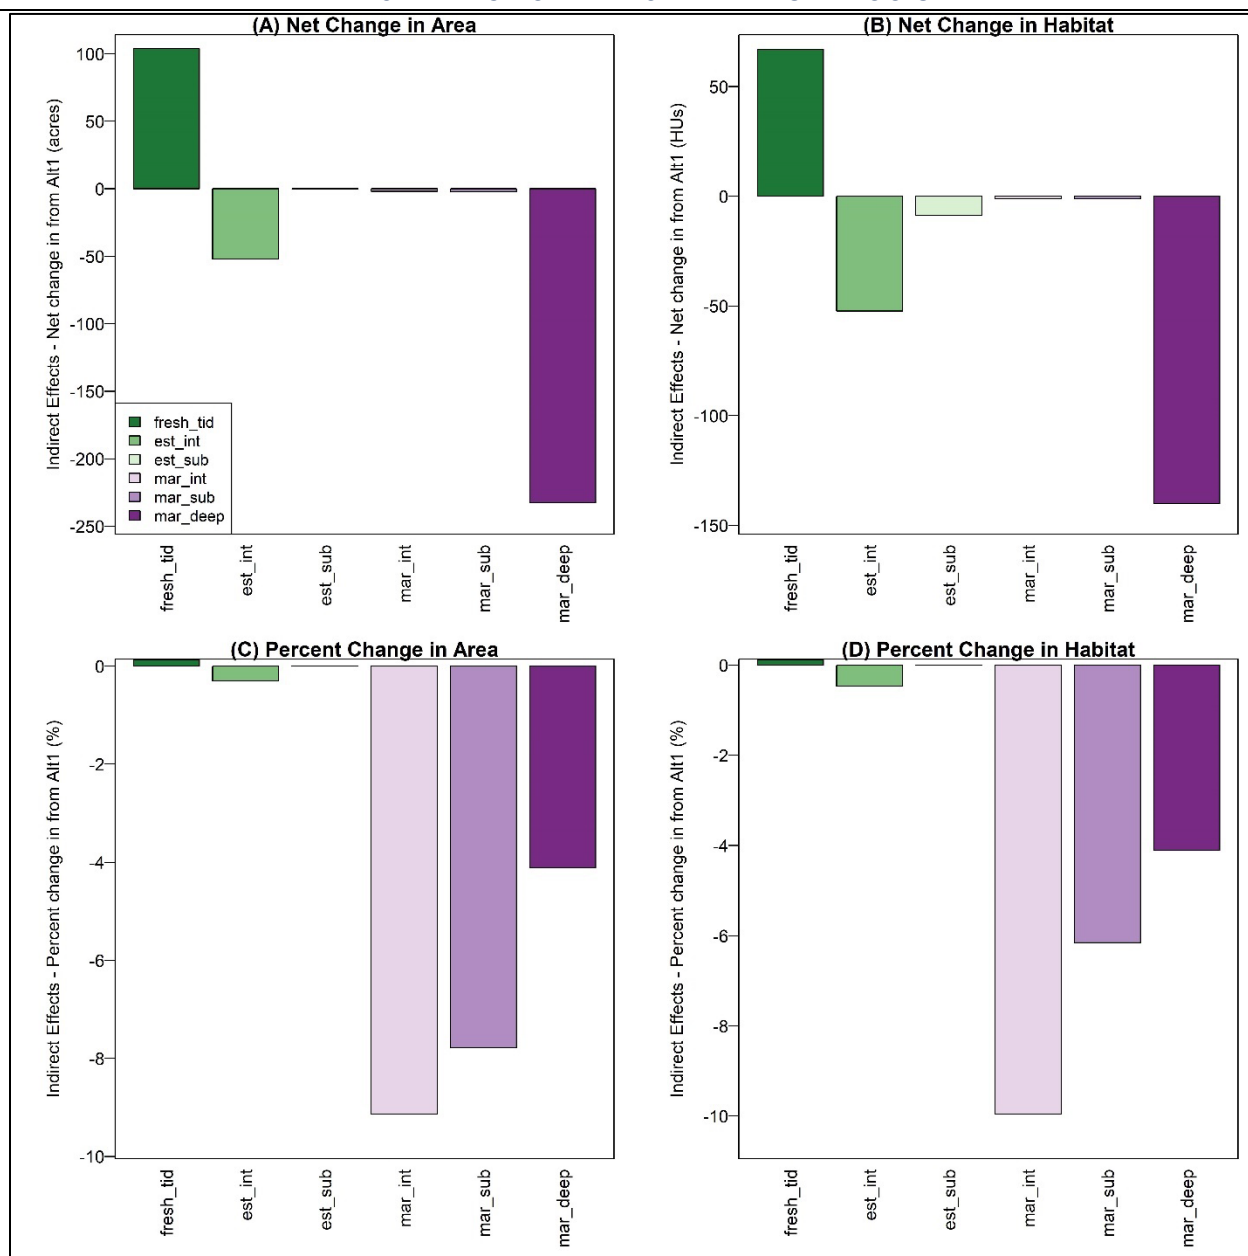 (A) Net Change in Area
Indirect Effects - Net change in from Alt1 (acres)
100
50
0
-50
-100
-150
-200
-250
fresh_tid
est_int
est_sub
mar_int
mar_sub
mar_deep
fresh_tid
est_int
est_sub
mar_int
mar_sub
mar_deep
(B) Net Change in Habitat
Indirect Effects - Net change in from Alt1 (HUs)
50
0
-50
-100
-150
fresh_tid
est_int
est_sub
mar_int
mar_sub
mar_deep
(C) Percent Change in Area
Indirect Effects - Percent change in from Alt1 (%)
0
-2
-4
-6
-8
-10
fresh_tid
est_int
est_sub
mar_int
mar_sub
mar_deep
(D) Percent Change in Habitat
Indirect Effects - Percent change in from Alt1 (%)
0
-2
-4
-6
-8
-10
fresh_tid
est_int
est_sub
mar_int
mar_sub
mar_deep